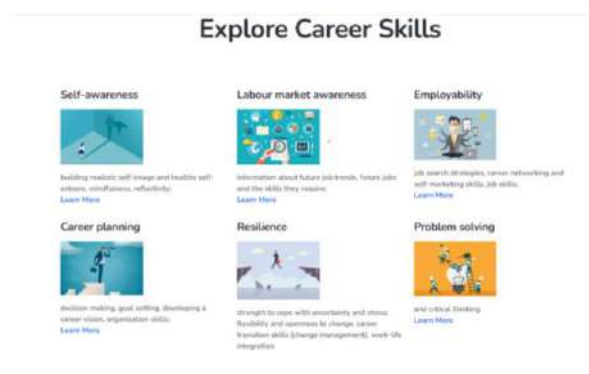 Explore Career Skills
Self-awareness
building realistic self-image and healthy self-
esteem, mindfulness, reflectivity;
Learn More
Labour market awareness
information about future job trends, future jobs
and the skills they require;
Learn More
Employability
job search strategies, career networking and
self-marketing skills, job skills;
Learn More
Career planning
decision making, goal setting, developing a
career vision, organization skills;
Learn More
Resilience
strength to cope with uncertainty and stress,
flexibility and openness to change, career
transition skills (change management), work-life
integration
Problem solving
and critical thinking
Learn More